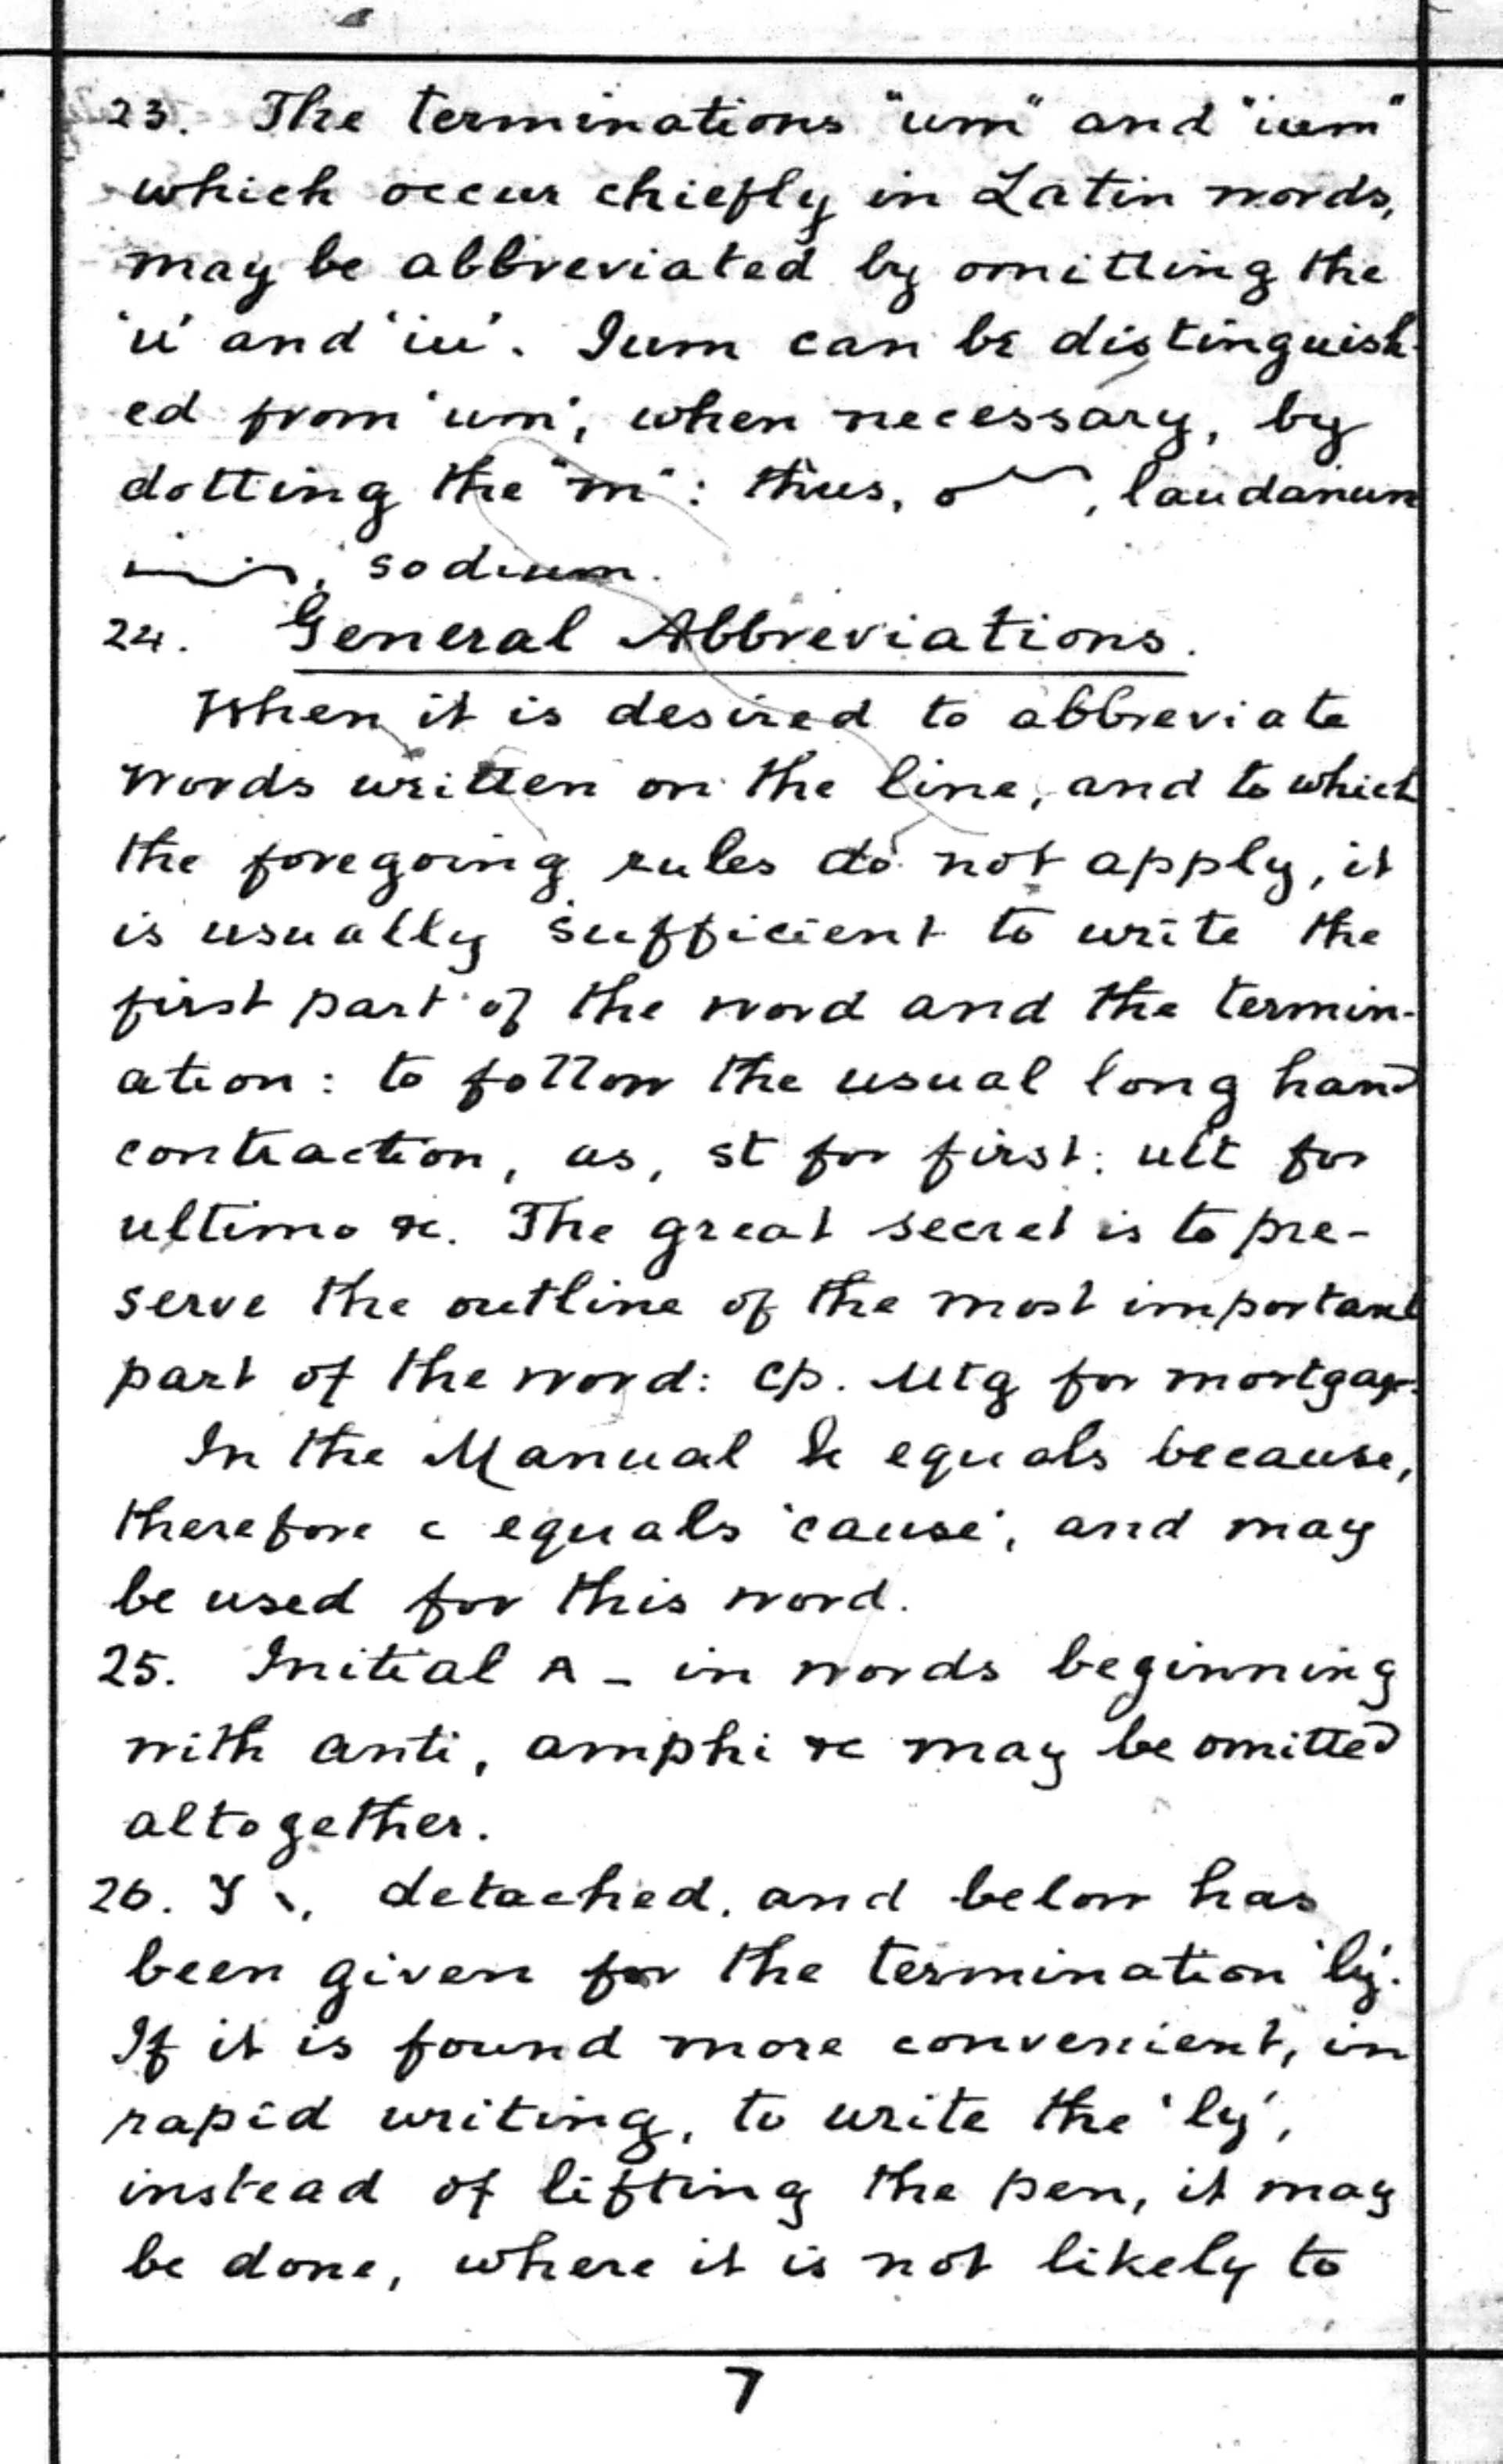 23. The terminations "um" and "ium"
which occur chiefly in Latin words,
may be abbreviated by omitting the
'u' and 'iu'. Ium can be distinguish-
ed from 'um', when necessary, by
dotting the "m": thus, , laudanum
, sodium.
24. General Abbreviations.
When it is desired to abbreviate
words written on the line, and to which
the foregoing rules do not apply, it
is usually sufficient to write the
first part of the word and the termin-
ation: to follow the usual long hand
contraction, as, st for first: ult for
ultimo &c. The great secret is to pre-
serve the outline of the most important
part of the word: cp. Mtg for mortgage.
In the Manual bc equals because,
therefore c equals 'cause', and may
be used for this word.
25. Initial A - in words beginning
with anti, amphi &c may be omitted
altogether.
26. Y \, detached, and below has
been given for the termination 'ly'.
If it is found more convenient, in
rapid writing, to write the 'ly',
instead of lifting the pen, it may
be done, where it is not likely to
7